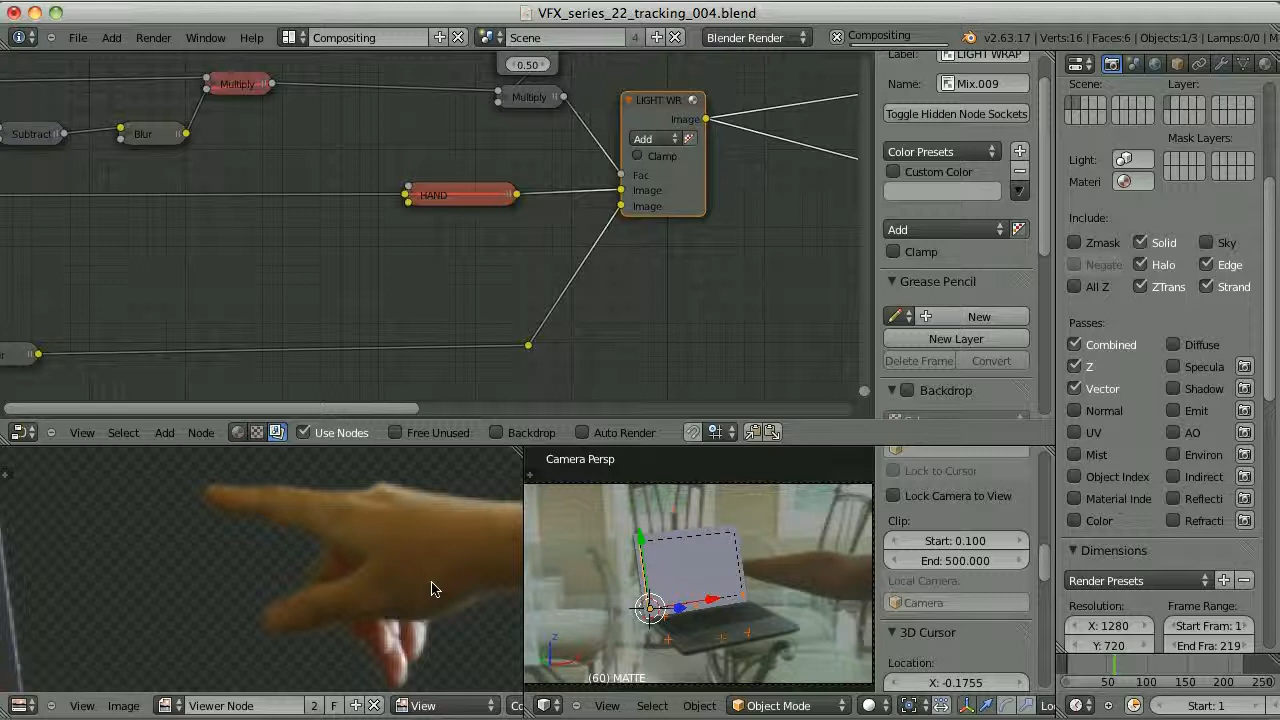 VFX_series_22_tracking_004.blend
File Add Render Window Help Compositing Scene 4 Blender Render Compositing v2.63.17 | Verts:16 | Faces:6 | Objects:1/3 | Lamps:0/0 | M
Label: LIGHT WRAP
Name: Mix.009
Toggle Hidden Node Sockets
Color Presets
Custom Color
Add
Clamp
Grease Pencil
New
New Layer
Delete Frame Convert
Backdrop
0.50
Multiply
Multiply
Subtract
Blur
LIGHT WR
Image
Add
Clamp
Fac
Image
Image
HAND
View Select Add Node Use Nodes Free Unused Backdrop Auto Render
Scene: Layer:
Mask Layers:
Light:
Materi
Include:
Zmask Solid Sky
Negate Halo Edge
All Z ZTrans Strand
Passes:
Combined Diffuse
Z Specula
Vector Shadow
Normal Emit
UV AO
Mist Environ
Object Index Indirect
Material Inde Reflecti
Color Refracti
Dimensions
Render Presets
Resolution: Frame Range:
X: 1280 Start Fram: 1
Y: 720 End Fra: 219
50 100 150 200 250
Start: 1
Camera Persp
(60) MATTE
Z
Lock to Cursor
Lock Camera to View
Clip:
Start: 0.100
End: 500.000
Local Camera:
Camera
3D Cursor
Location:
X: -0.1755
View Image Viewer Node 2 F View Co
View Select Object Object Mode Lo